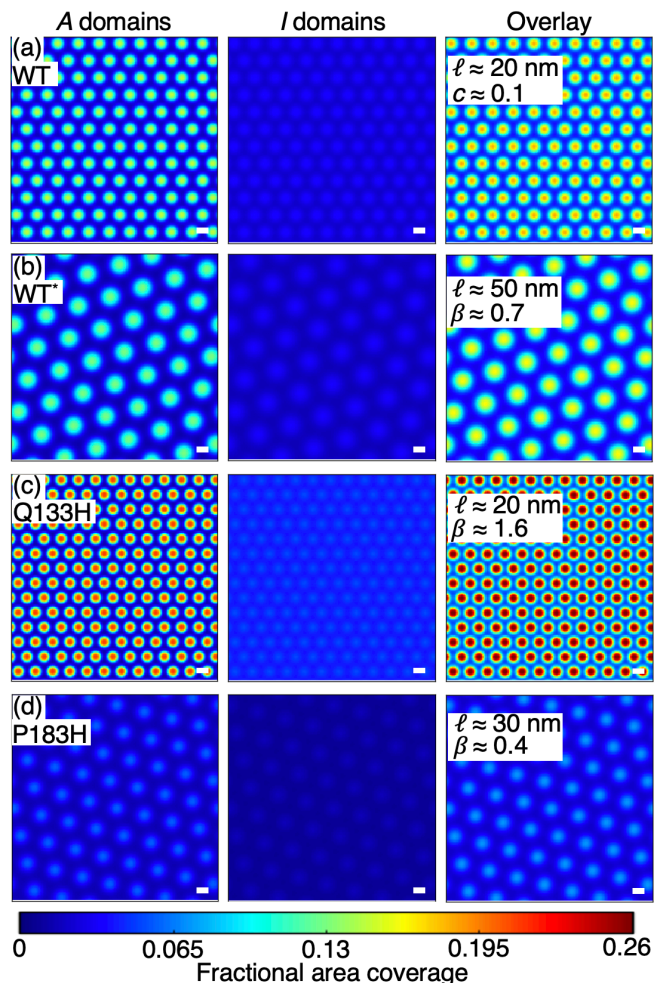 A domains
I domains
Overlay
(a)
WT
ℓ ≈ 20 nm
c ≈ 0.1
(b)
WT*
ℓ ≈ 50 nm
β ≈ 0.7
(c)
Q133H
ℓ ≈ 20 nm
β ≈ 1.6
(d)
P183H
ℓ ≈ 30 nm
β ≈ 0.4
0 0.065 0.13 0.195 0.26
Fractional area coverage